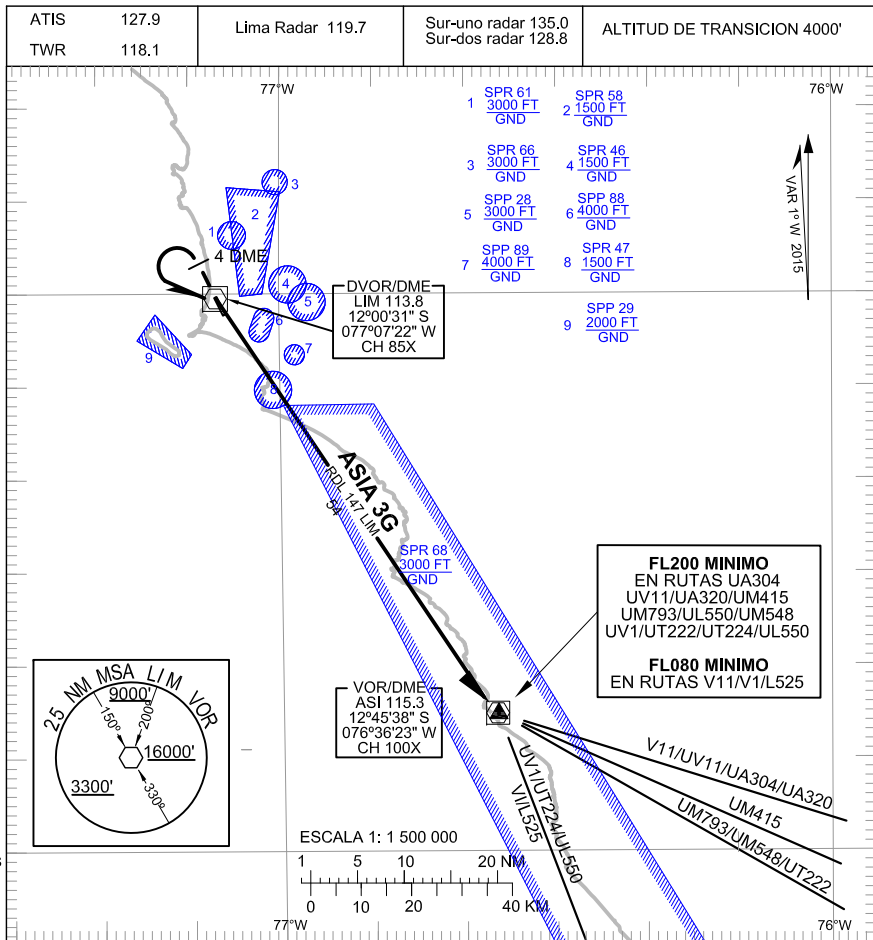 ATIS 127.9
TWR 118.1
Lima Radar 119.7
Sur-uno radar 135.0
Sur-dos radar 128.8
ALTITUD DE TRANSICION 4000'
77°W
76°W
1 SPR 61
3000 FT
GND
2 SPR 58
1500 FT
GND
3 SPR 66
3000 FT
GND
4 SPR 46
1500 FT
GND
5 SPP 28
3000 FT
GND
6 SPP 88
4000 FT
GND
7 SPP 89
4000 FT
GND
8 SPR 47
1500 FT
GND
9 SPP 29
2000 FT
GND
VAR 1° W 2015
3
2
1
4 DME
4
5
6
7
8
9
DVOR/DME
LIM 113.8
12°00'31" S
077°07'22" W
CH 85X
ASIA 3G
RDL 147 LIM
54
SPR 68
3000 FT
GND
FL200 MINIMO
EN RUTAS UA304
UV11/UA320/UM415
UM793/UL550/UM548
UV1/UT222/UT224/UL550
FL080 MINIMO
EN RUTAS V11/V1/L525
25 NM MSA LIM VOR
9000'
150°
200°
16000'
3300'
330°
VOR/DME
ASI 115.3
12°45'38" S
076°36'23" W
CH 100X
V11/UV11/UA304/UA320
UM415
UM793/UM548/UT222
UV1/UT224/UL550
VI/L525
ESCALA 1: 1 500 000
1 5 10 20 NM
0 10 20 40 KM
77°W
76°W